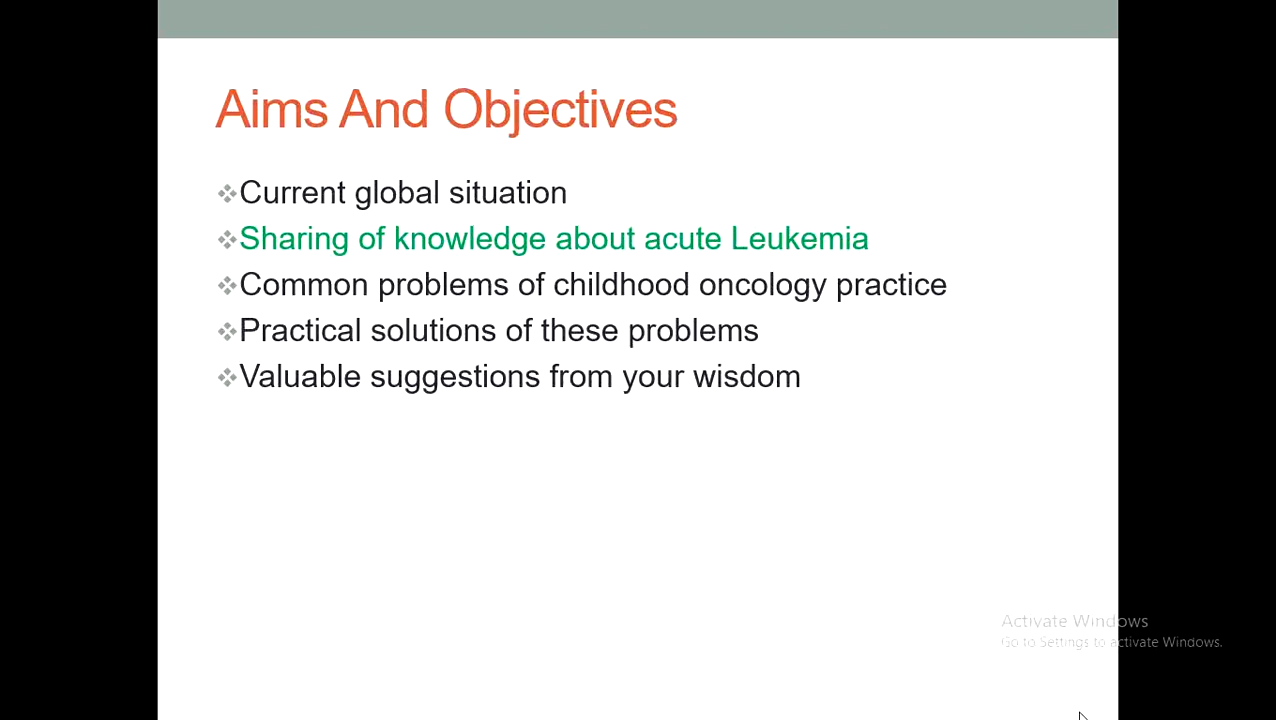 Aims And Objectives
Current global situation
Sharing of knowledge about acute Leukemia
Common problems of childhood oncology practice
Practical solutions of these problems
Valuable suggestions from your wisdom
Activate Windows
Go to Settings to activate Windows.